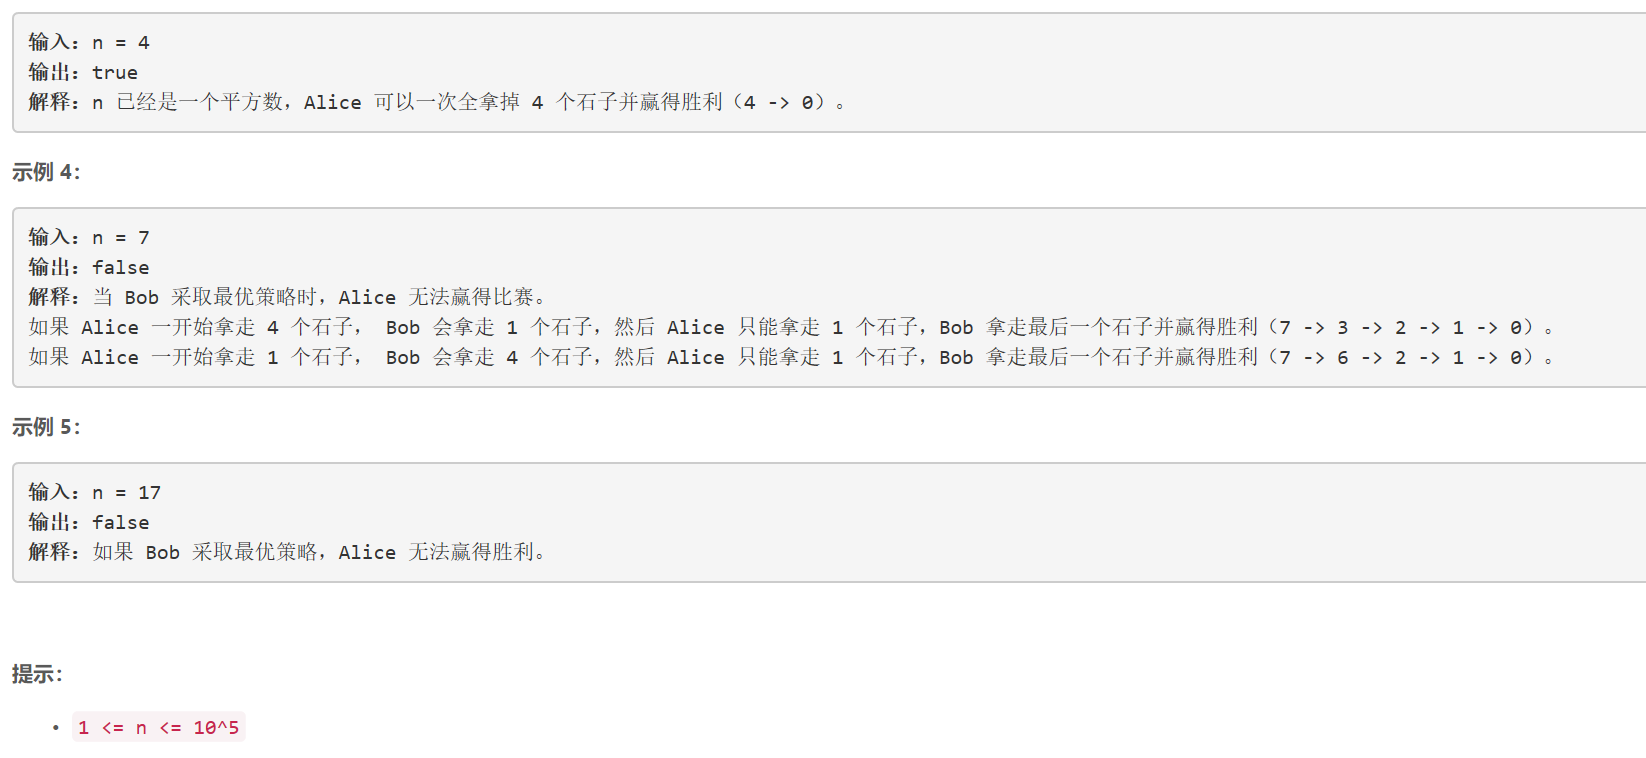 输入：n = 4
输出：true
解释：n 已经是一个平方数，Alice 可以一次全拿掉 4 个石子并赢得胜利（4 -> 0）。
示例 4：
输入：n = 7
输出：false
解释：当 Bob 采取最优策略时，Alice 无法赢得比赛。
如果 Alice 一开始拿走 4 个石子， Bob 会拿走 1 个石子，然后 Alice 只能拿走 1 个石子，Bob 拿走最后一个石子并赢得胜利（7 -> 3 -> 2 -> 1 -> 0）。
如果 Alice 一开始拿走 1 个石子， Bob 会拿走 4 个石子，然后 Alice 只能拿走 1 个石子，Bob 拿走最后一个石子并赢得胜利（7 -> 6 -> 2 -> 1 -> 0）。
示例 5：
输入：n = 17
输出：false
解释：如果 Bob 采取最优策略，Alice 无法赢得胜利。
提示：
• 1 <= n <= 10^5